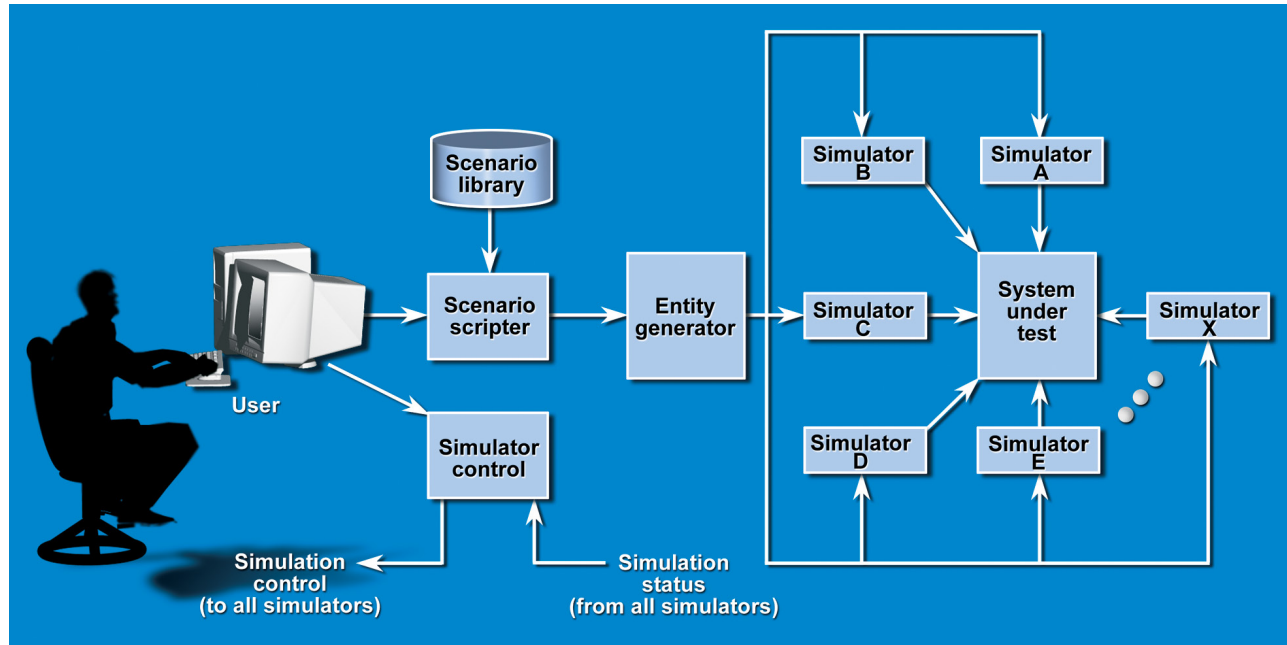 Simulator
B
Simulator
A
Scenario
library
Scenario
scripter
Entity
generator
Simulator
C
System
under
test
Simulator
X
User
Simulator
control
Simulator
D
Simulator
E
Simulation
control
(to all simulators)
Simulation
status
(from all simulators)